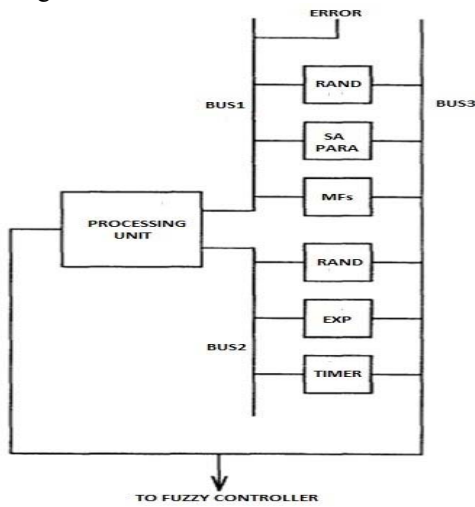 ERROR
RAND
BUS1
BUS3
SA
PARA
MFs
PROCESSING
UNIT
RAND
EXP
BUS2
TIMER
TO FUZZY CONTROLLER